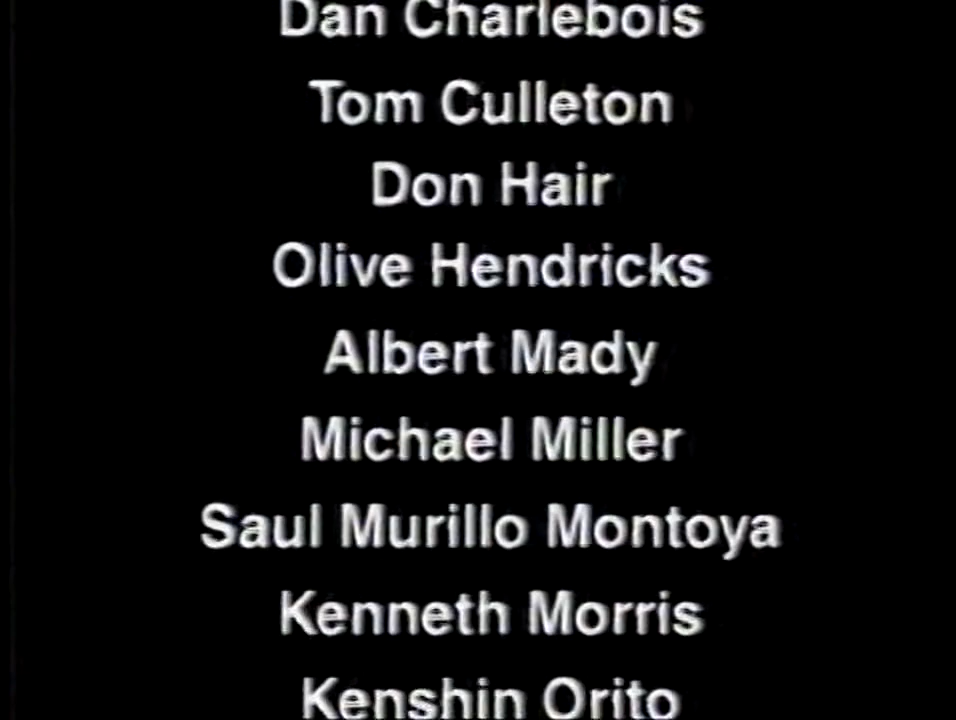 Dan Charlebois
Tom Culleton
Don Hair
Olive Hendricks
Albert Mady
Michael Miller
Saul Murillo Montoya
Kenneth Morris
Kenshin Orito